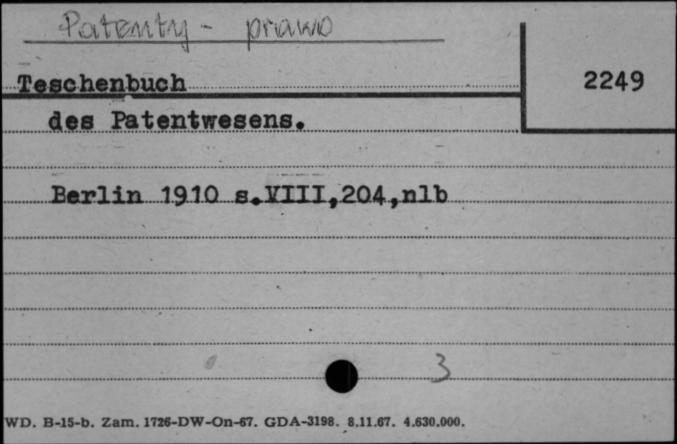 Patenty - prawo
Teschenbuch
2249
des Patentwesens.
Berlin 1910 s.VIII,204,nlb
3
WD. B-15-b. Zam. 1726-DW-On-67. GDA-3198. 8.11.67. 4.630.000.